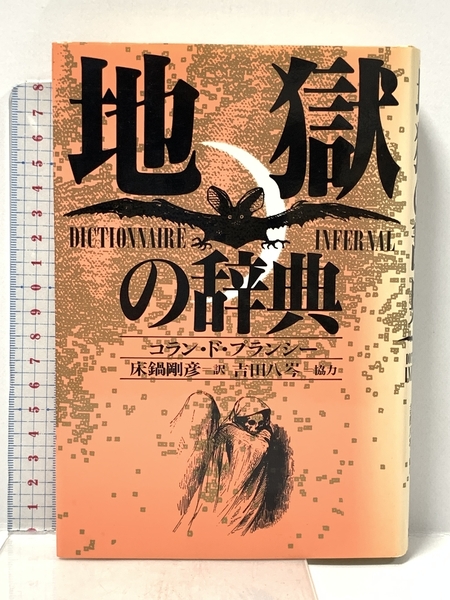 地獄
DICTIONNAIRE INFERNAL
の辞典
コラン・ド・プランシー
床鍋剛彦 訳 吉田八岑 協力